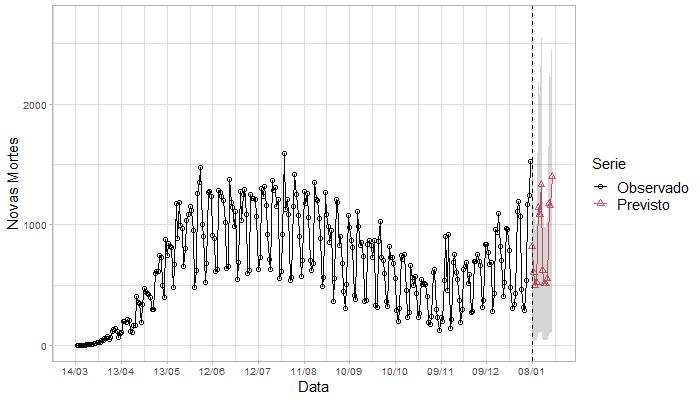 Novas Mortes
2000
1000
0
14/03 13/04 13/05 12/06 12/07 11/08 10/09 10/10 09/11 09/12 08/01
Data
Serie
Observado
Previsto